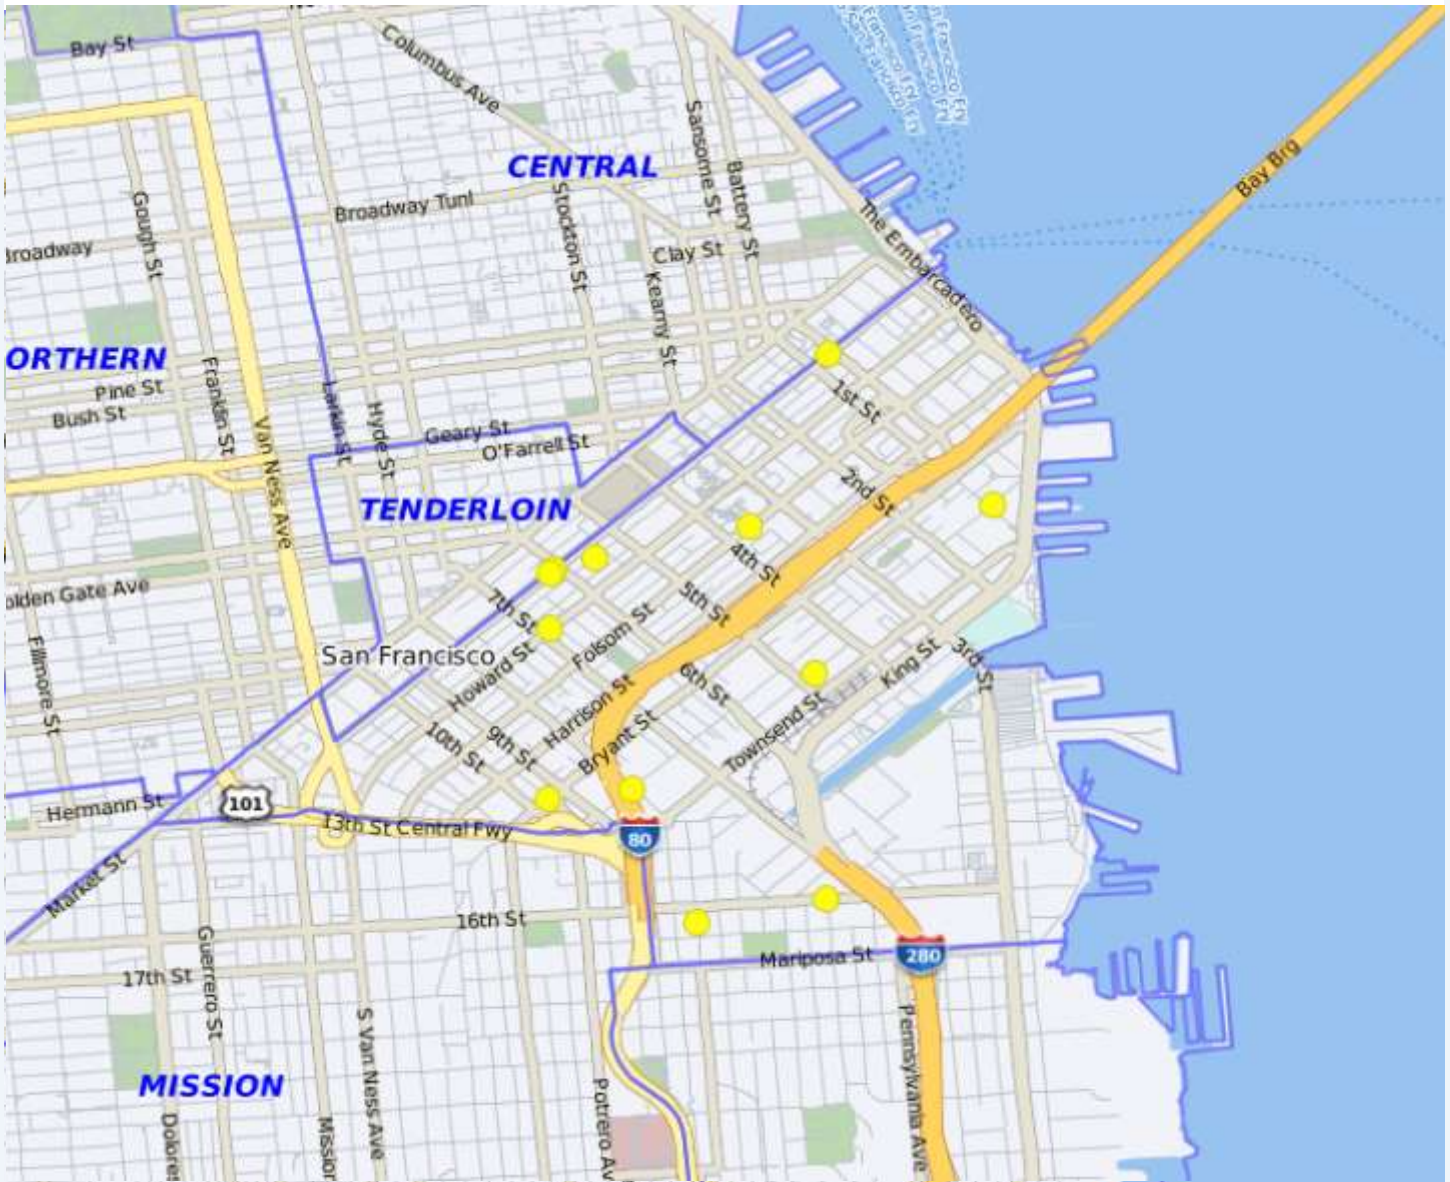 Bay St
Columbus Ave
Sansome St
Battery St
CENTRAL
Stockton St
Broadway Tunl
Gough St
Broadway
Clay St
Kearny St
The Embarcadero
Bay Brg
ORTHERN
Pine St
Bush St
Franklin St
Van Ness Ave
Larkin St
Hyde St
Geary St
O'Farrell St
1st St
2nd St
TENDERLOIN
4th St
5th St
7th St
olden Gate Ave
Fillmore St
San Francisco
Howard St
Folsom St
Harrison St
6th St
King St
3rd St
Townsend St
Bryant St
9th St
10th St
Hermann St
101
13th St Central Fwy
80
Market St
16th St
Guerrero St
17th St
Mariposa St
280
S Van Ness Ave
Pennsylvania Ave
MISSION
Potrero Av
Dolores
Mission